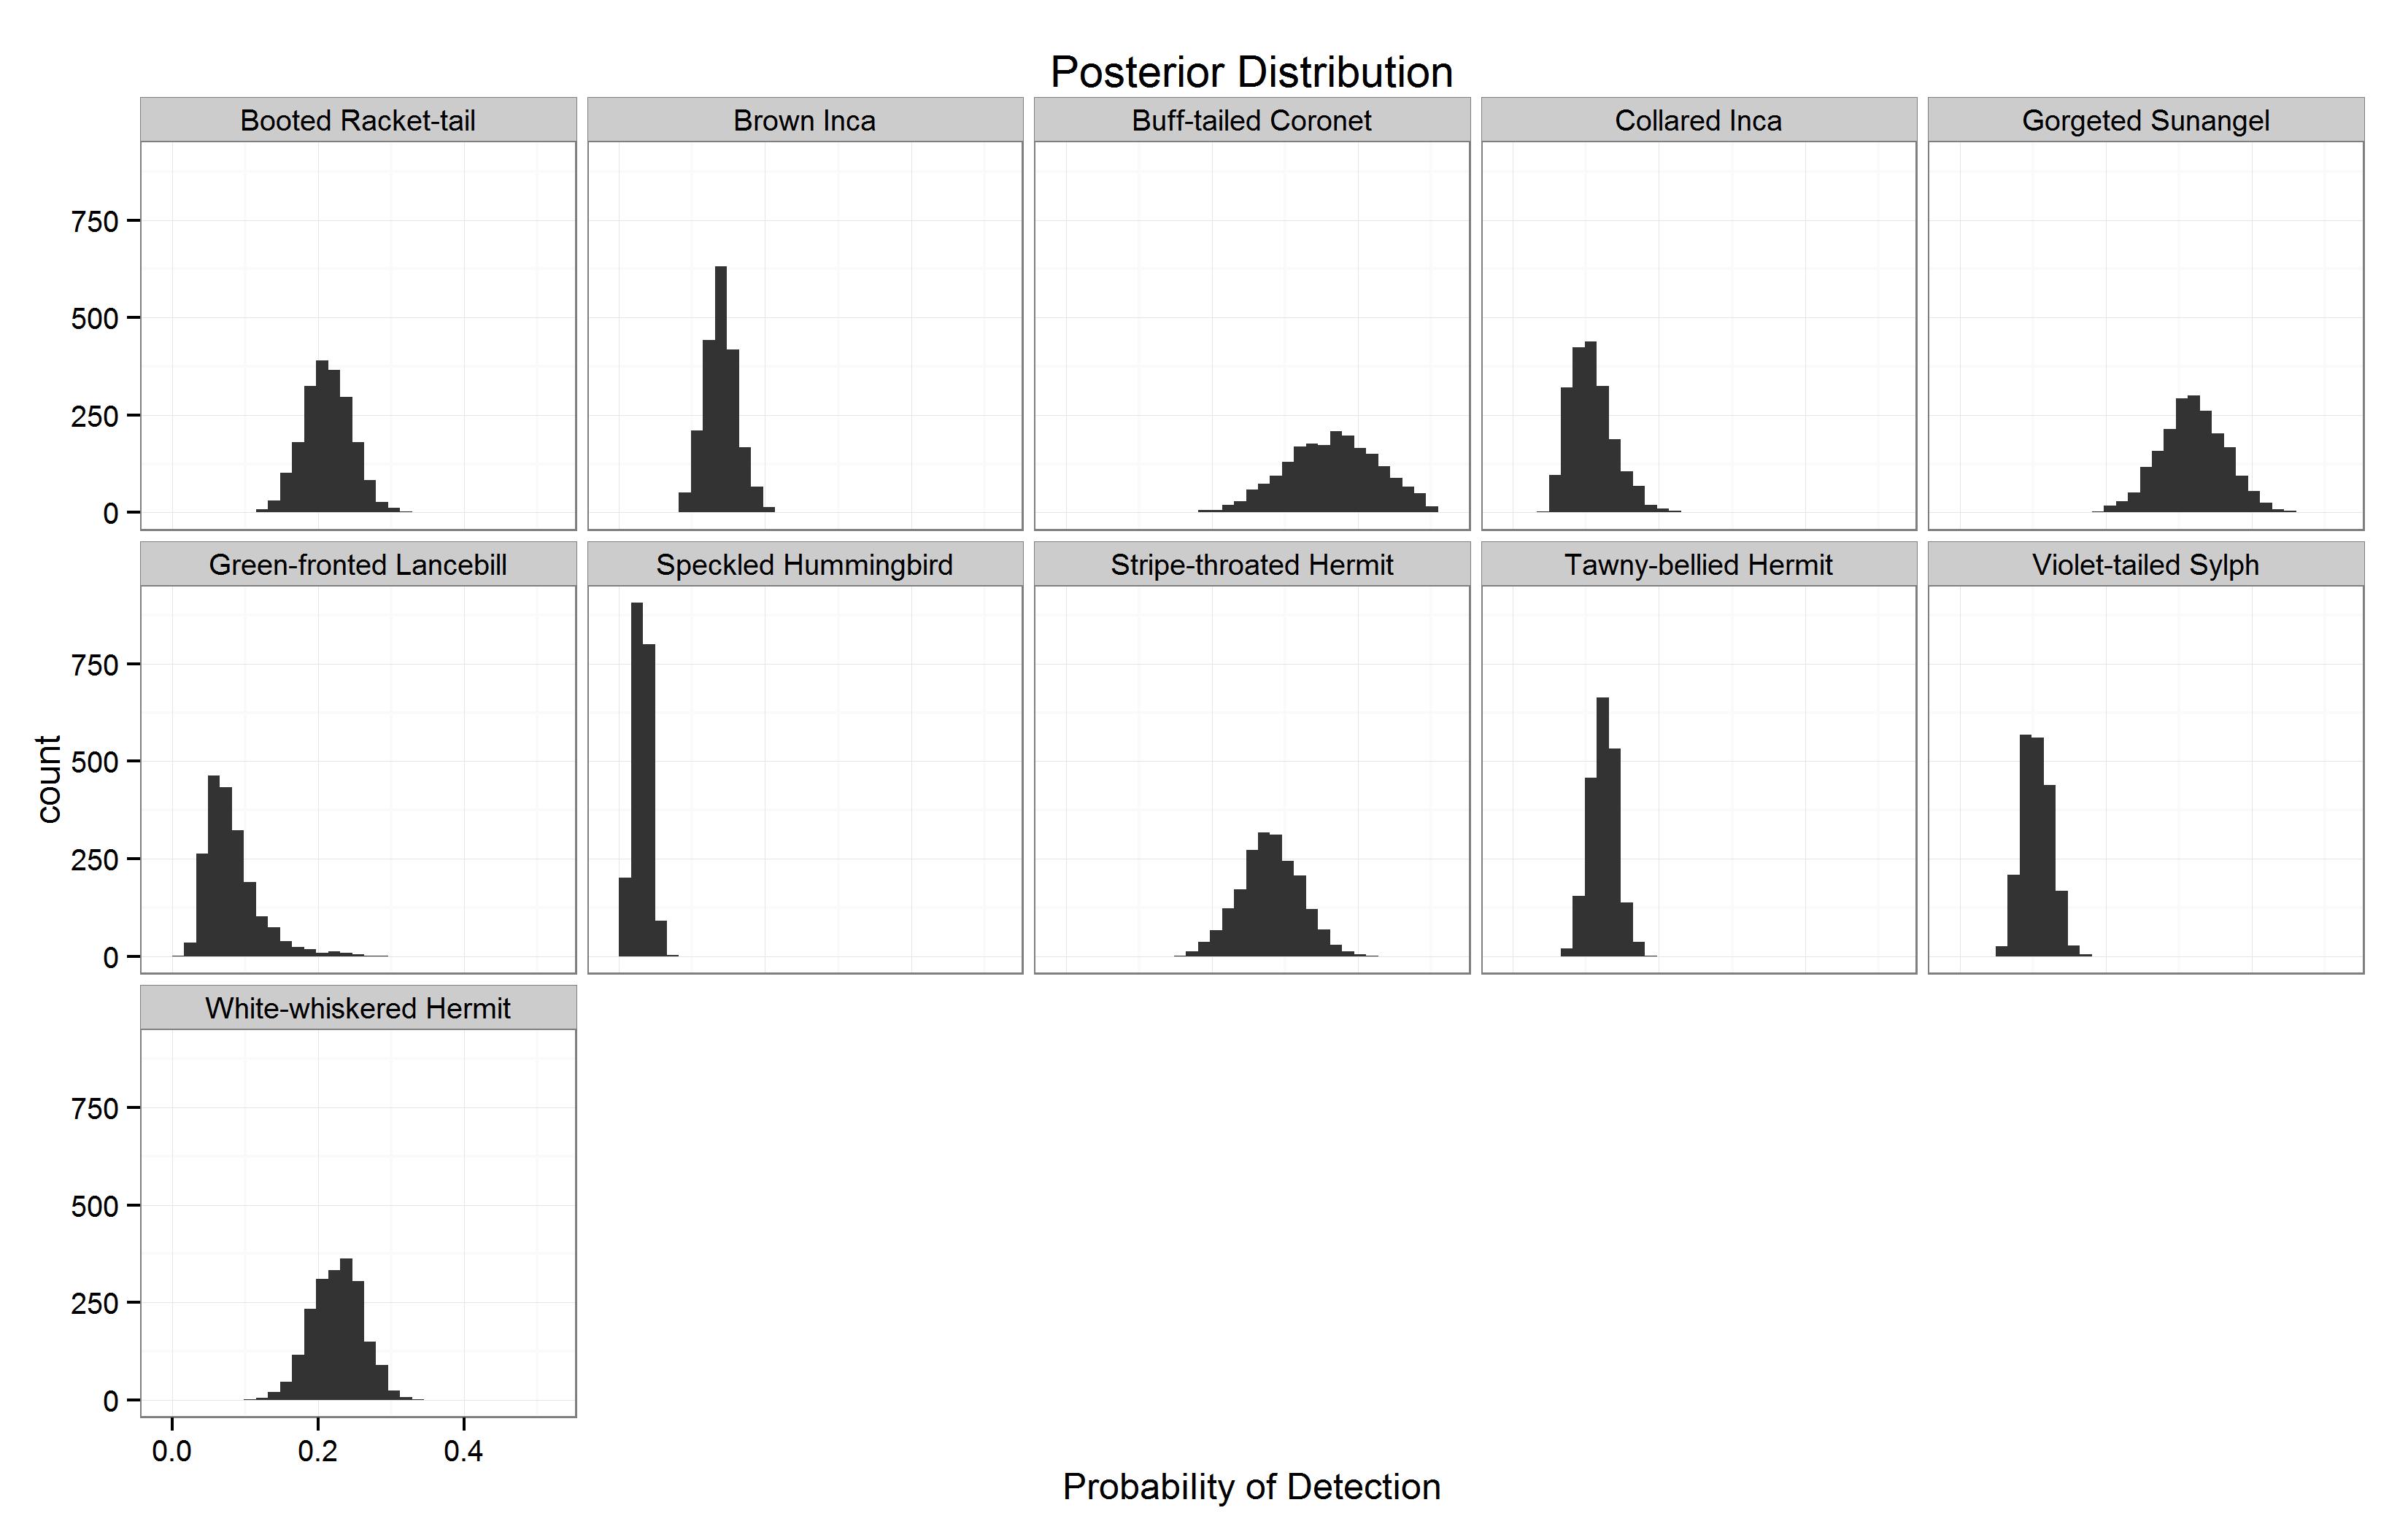 Posterior Distribution
Booted Racket-tail
Brown Inca
Buff-tailed Coronet
Collared Inca
Gorgeted Sunangel
750
500
250
0
Green-fronted Lancebill
Speckled Hummingbird
Stripe-throated Hermit
Tawny-bellied Hermit
Violet-tailed Sylph
750
500
250
0
count
White-whiskered Hermit
750
500
250
0
0.0 0.2 0.4
Probability of Detection